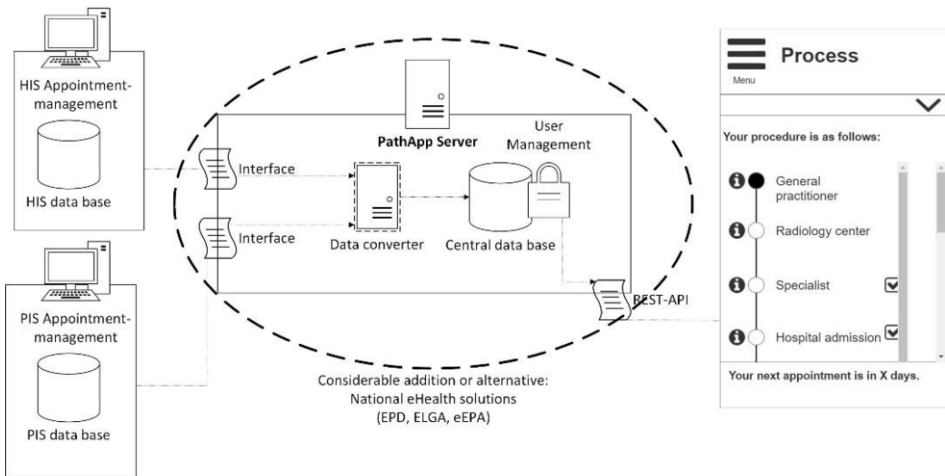 HIS Appointment-
management
HIS data base
PIS Appointment-
management
PIS data base
Interface
Interface
PathApp Server
Data converter
User
Management
Central data base
REST-API
Considerable addition or alternative:
National eHealth solutions
(EPD, ELGA, eEPA)
Menu
Process
Your procedure is as follows:
i General
practitioner
i Radiology center
i Specialist
i Hospital admission
Your next appointment is in X days.